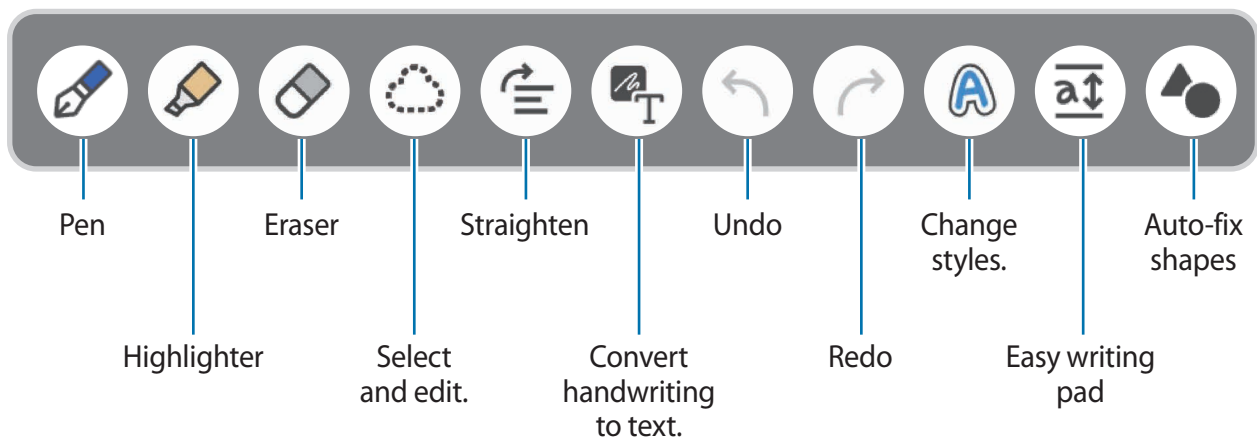 Pen
Eraser
Straighten
Undo
Change
styles.
Auto-fix
shapes
Highlighter
Select
and edit.
Convert
handwriting
to text.
Redo
Easy writing
pad